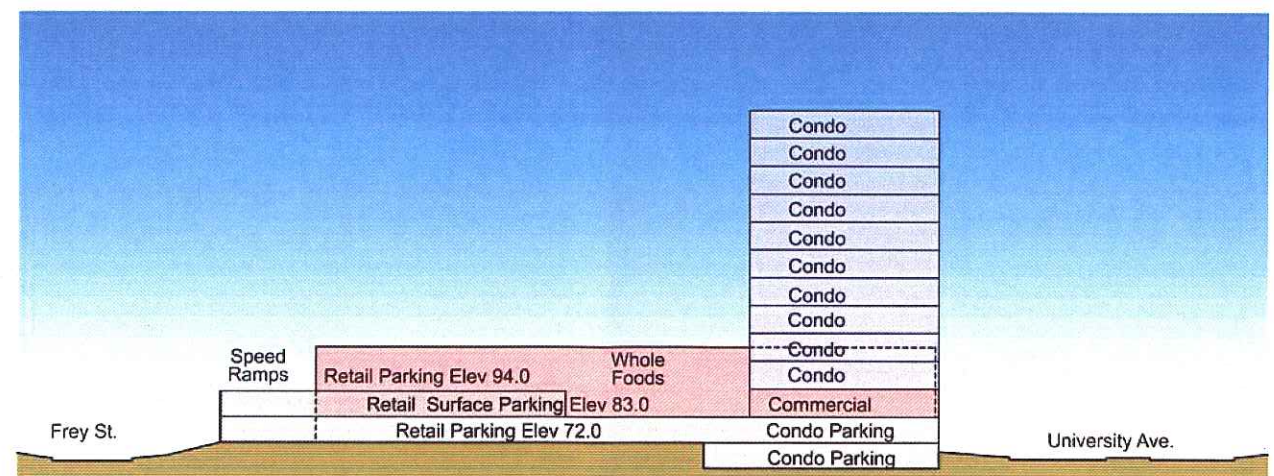 Condo
Condo
Condo
Condo
Condo
Condo
Condo
Condo
Condo
Condo
Speed
Ramps
Retail Parking Elev 94.0
Whole
Foods
Retail Surface Parking Elev 83.0
Commercial
Frey St.
Retail Parking Elev 72.0
Condo Parking
University Ave.
Condo Parking